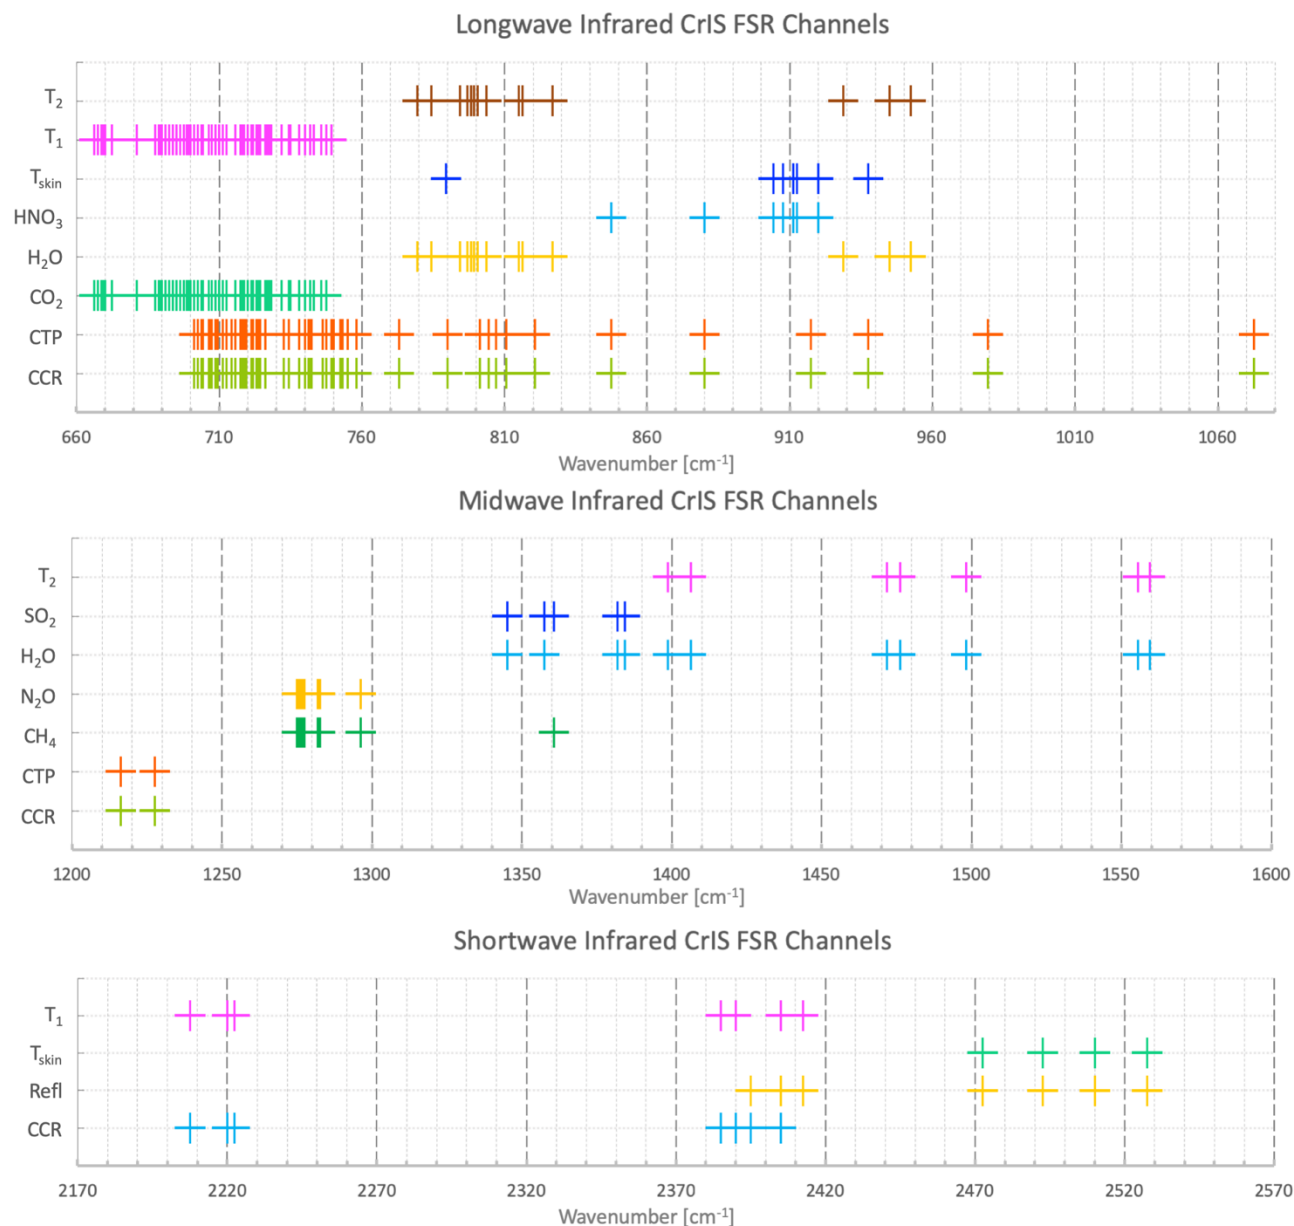 Longwave Infrared CrIS FSR Channels
T₂
T₁
Tskin
HNO₃
H₂O
CO₂
CTP
CCR
660 710 760 810 860 910 960 1010 1060
Wavenumber [cm⁻¹]
Midwave Infrared CrIS FSR Channels
T₂
SO₂
H₂O
N₂O
CH₄
CTP
CCR
1200 1250 1300 1350 1400 1450 1500 1550 1600
Wavenumber [cm⁻¹]
Shortwave Infrared CrIS FSR Channels
T₁
Tskin
Refl
CCR
2170 2220 2270 2320 2370 2420 2470 2520 2570
Wavenumber [cm⁻¹]